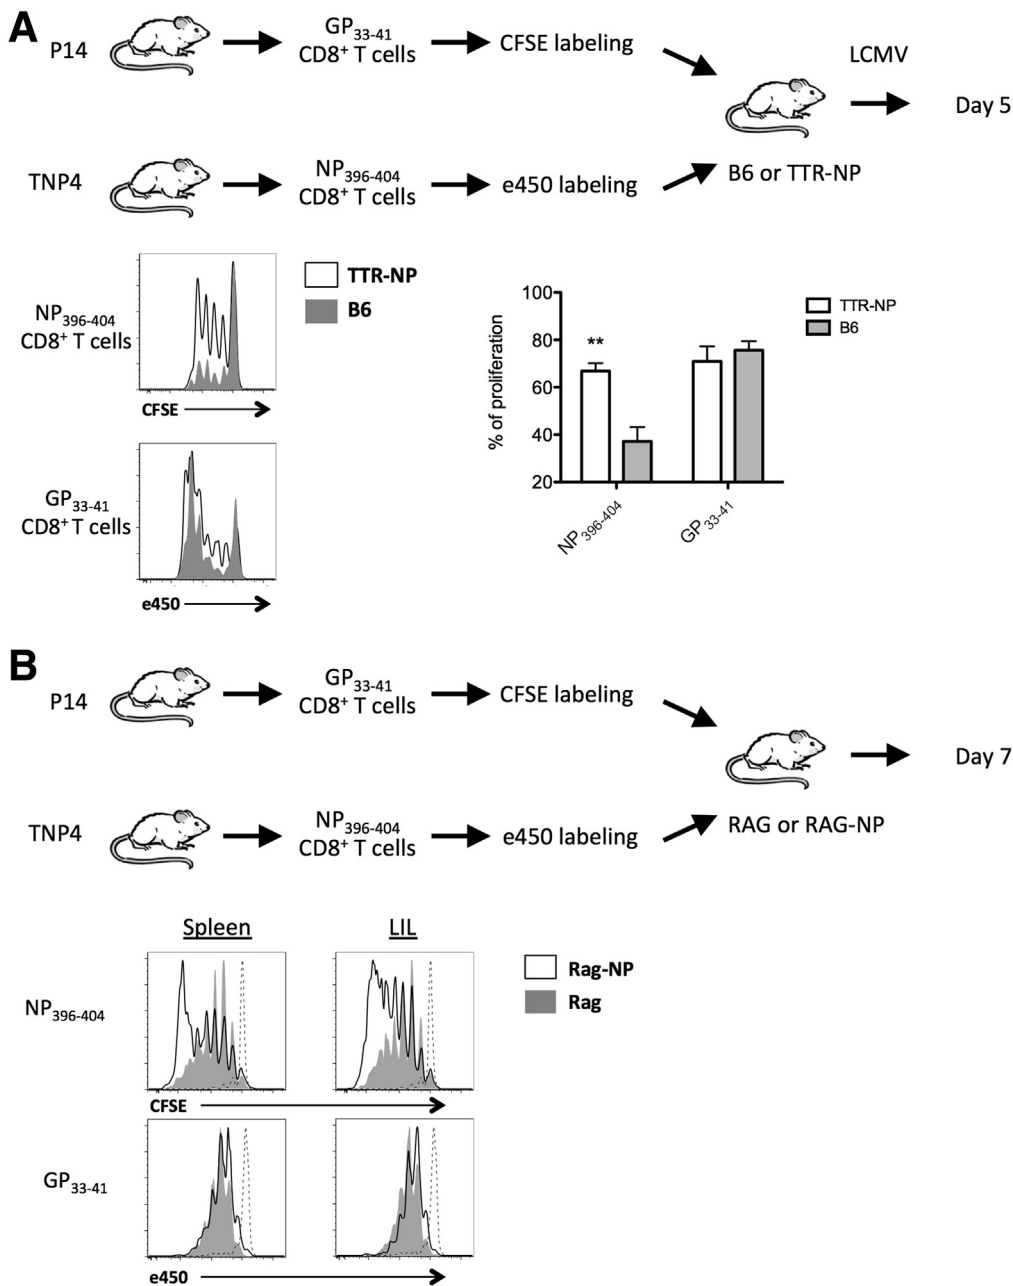 A
P14
GP33-41
CD8+ T cells
CFSE labeling
LCMV
Day 5
TNP4
NP396-404
CD8+ T cells
e450 labeling
B6 or TTR-NP
NP396-404
CD8+ T cells
CFSE
TTR-NP
B6
GP33-41
CD8+ T cells
e450
% of proliferation
100
80
60
40
20
**
NP396-404
GP33-41
TTR-NP
B6
B
P14
GP33-41
CD8+ T cells
CFSE labeling
Day 7
TNP4
NP396-404
CD8+ T cells
e450 labeling
RAG or RAG-NP
Spleen
LIL
NP396-404
CFSE
Rag-NP
Rag
GP33-41
e450